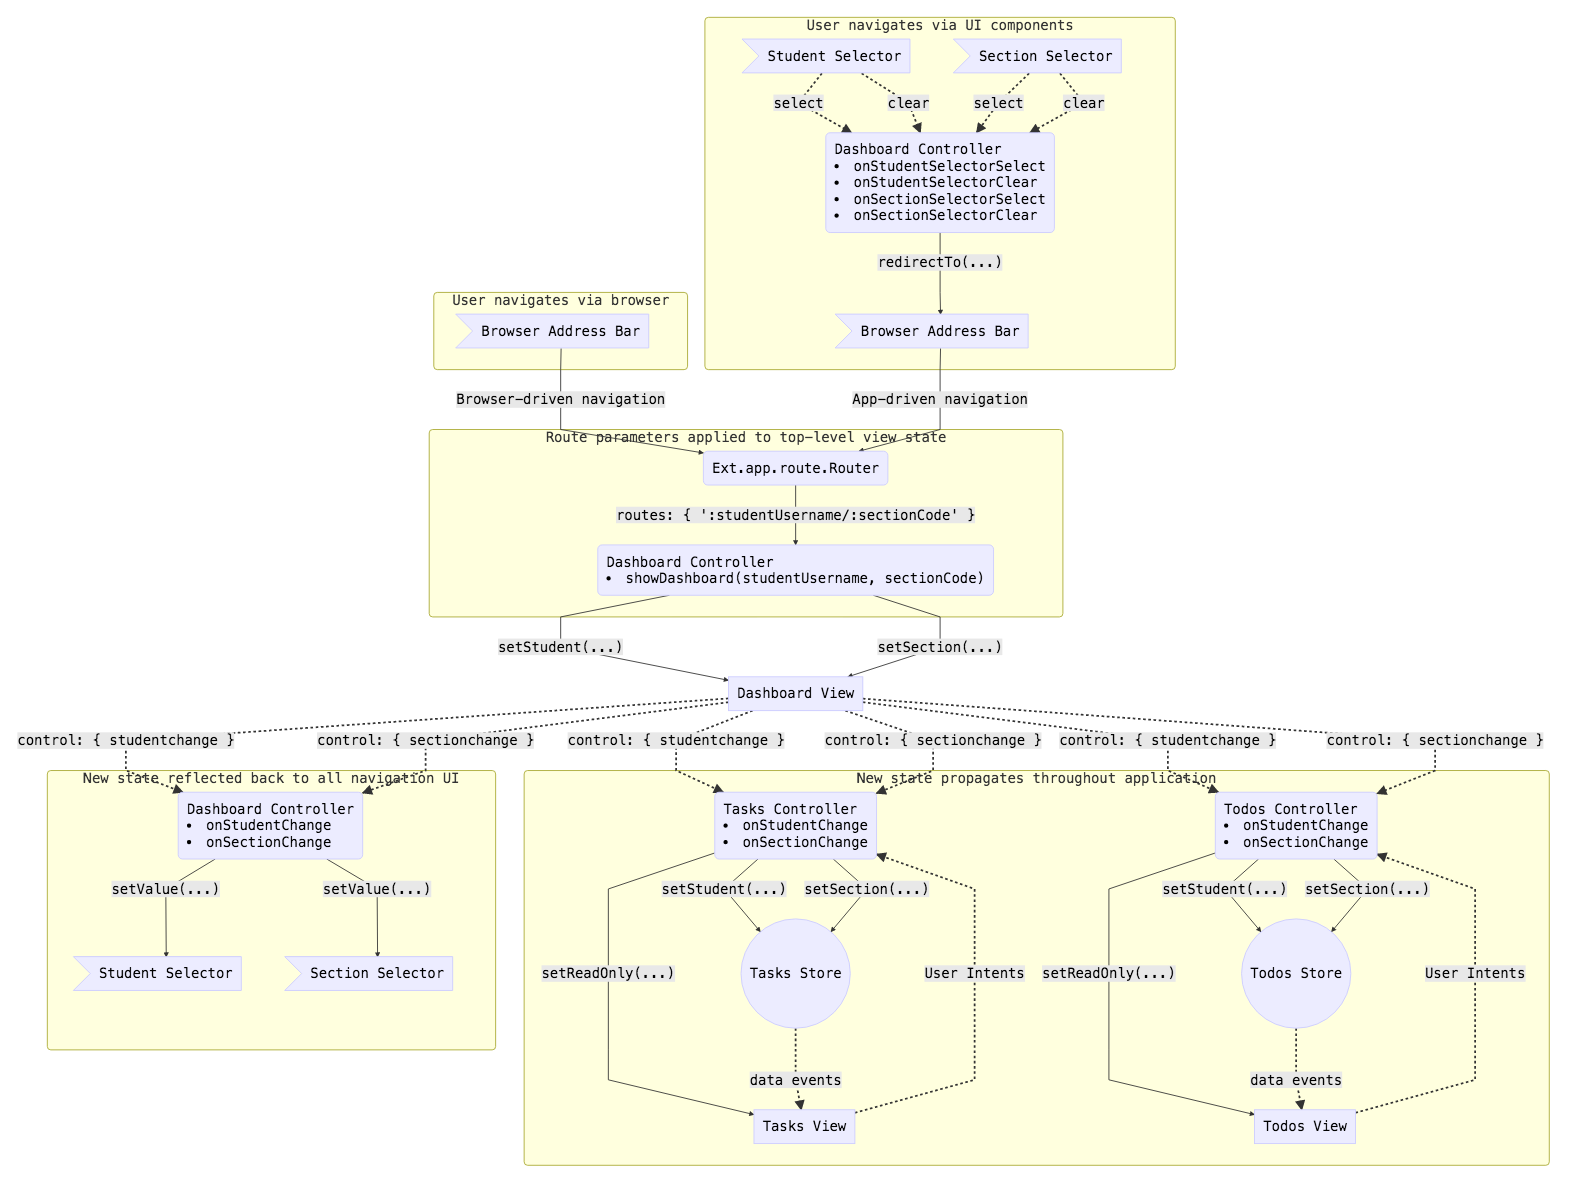 User navigates via UI components
Student Selector
Section Selector
select
clear
select
clear
Dashboard Controller
• onStudentSelectorSelect
• onStudentSelectorClear
• onSectionSelectorSelect
• onSectionSelectorClear
redirectTo(...)
User navigates via browser
Browser Address Bar
Browser Address Bar
Browser-driven navigation
App-driven navigation
Route parameters applied to top-level view state
Ext.app.route.Router
routes: { ':studentUsername/:sectionCode' }
Dashboard Controller
• showDashboard(studentUsername, sectionCode)
setStudent(...)
setSection(...)
Dashboard View
control: { studentchange }
control: { sectionchange }
control: { studentchange }
control: { sectionchange }
control: { studentchange }
control: { sectionchange }
New state reflected back to all navigation UI
Dashboard Controller
• onStudentChange
• onSectionChange
setValue(...)
setValue(...)
Student Selector
Section Selector
New state propagates throughout application
Tasks Controller
• onStudentChange
• onSectionChange
setStudent(...)
setSection(...)
setReadOnly(...)
Tasks Store
User Intents
data events
Tasks View
Todos Controller
• onStudentChange
• onSectionChange
setStudent(...)
setSection(...)
setReadOnly(...)
Todos Store
User Intents
data events
Todos View